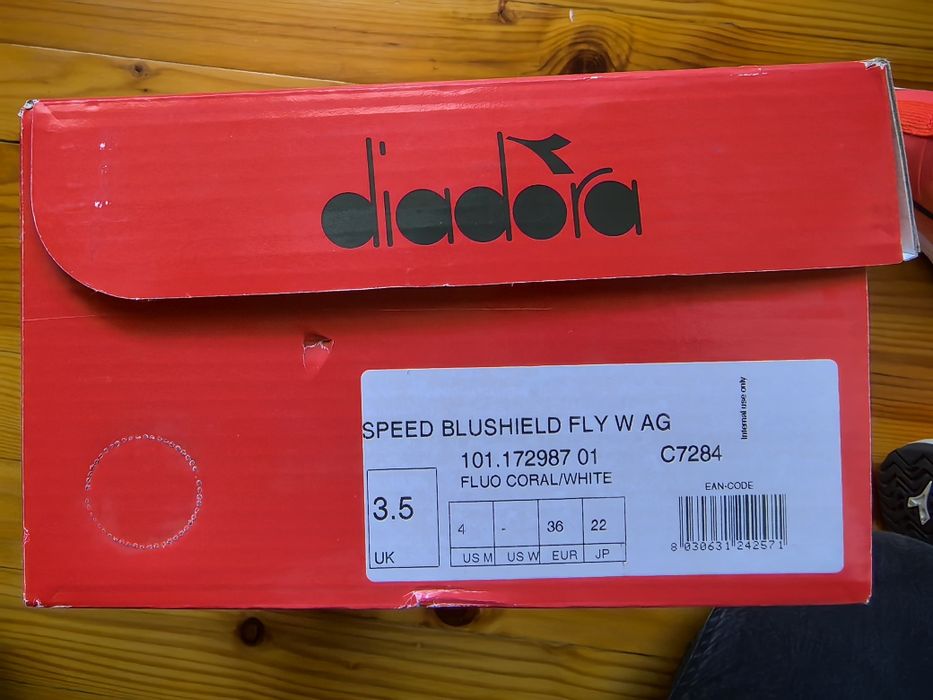 diadora
SPEED BLUSHIELD FLY W AG
Internal use only
101.172987 01
C7284
FLUO CORAL/WHITE
EAN-CODE
3.5
UK
4 - 36 22
US M US W EUR JP
8 030631 242571